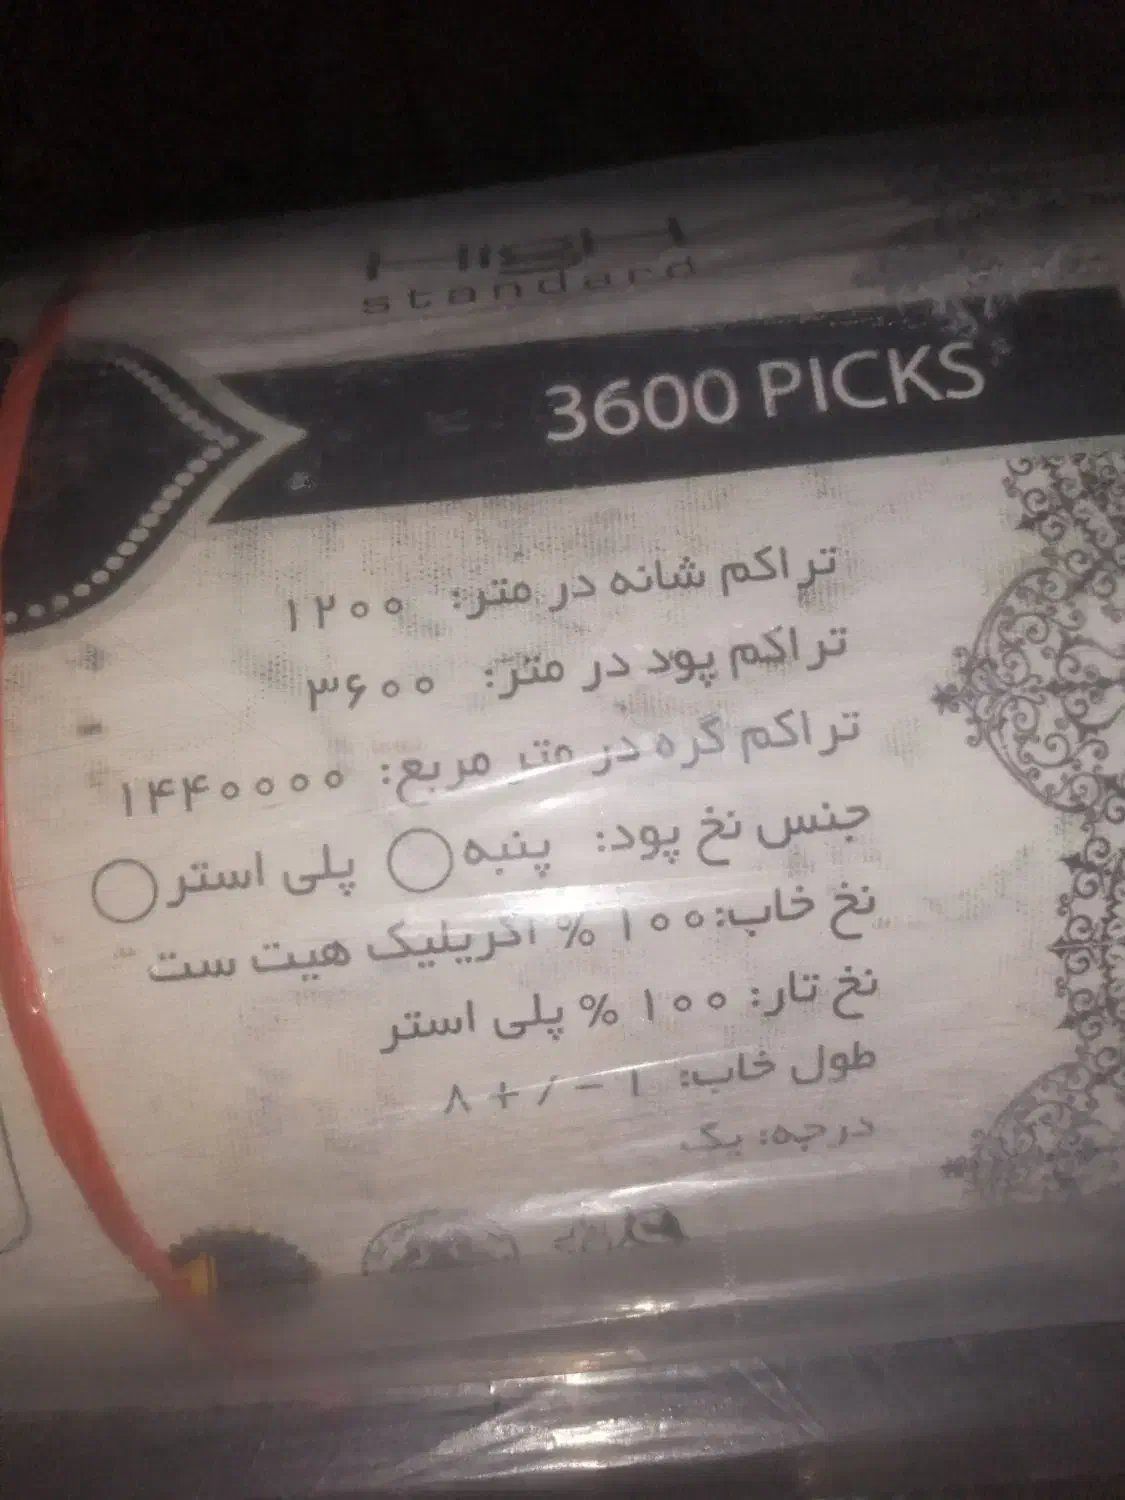 HIGH
standard
3600 PICKS
تراکم شانه در متر: ۱۲۰۰
تراکم پود در متر: ۳۶۰۰
تراکم گره در متر مربع: ۱۴۴۰۰۰۰
جنس نخ پود: پنبه پلی استر
نخ خاب: ۱۰۰ % اکریلیک هیت ست
نخ تار: ۱۰۰ % پلی استر
طول خاب: ۱ - / + ۸
درجه: یک